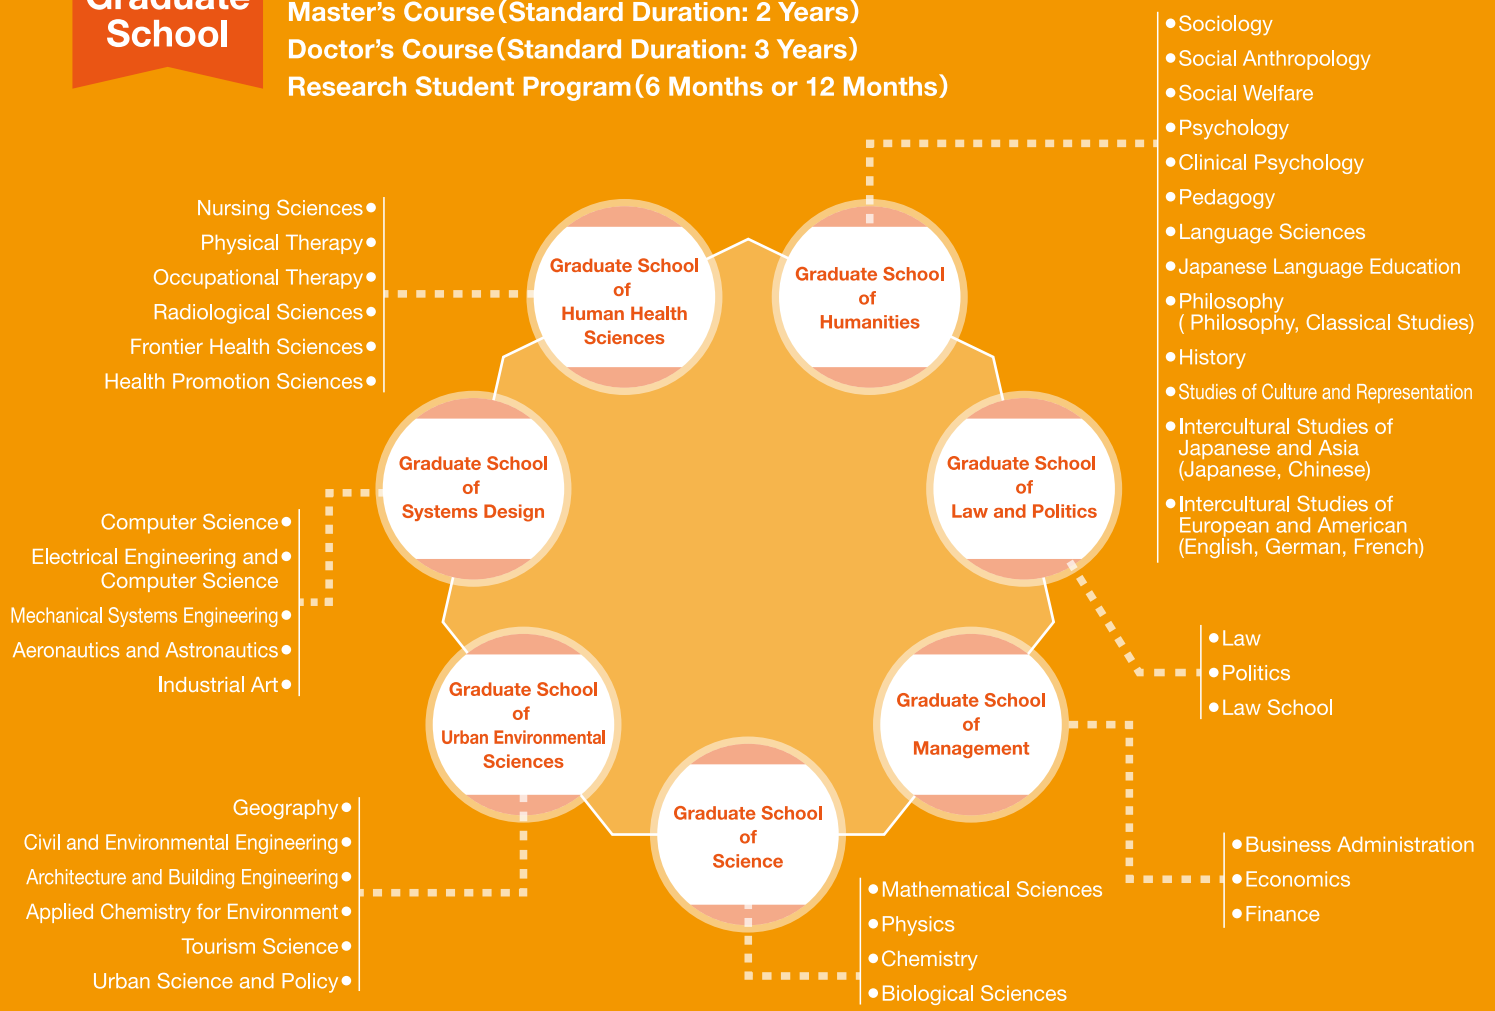 Graduate
School
Master's Course(Standard Duration: 2 Years)
Doctor's Course(Standard Duration: 3 Years)
Research Student Program(6 Months or 12 Months)
●Sociology
●Social Anthropology
●Social Welfare
●Psychology
●Clinical Psychology
●Pedagogy
●Language Sciences
●Japanese Language Education
●Philosophy
( Philosophy, Classical Studies)
●History
●Studies of Culture and Representation
●Intercultural Studies of
Japanese and Asia
(Japanese, Chinese)
●Intercultural Studies of
European and American
(English, German, French)
Nursing Sciences●
Physical Therapy●
Occupational Therapy●
Radiological Sciences●
Frontier Health Sciences●
Health Promotion Sciences●
Graduate School
of
Human Health
Sciences
Graduate School
of
Humanities
Graduate School
of
Systems Design
Graduate School
of
Law and Politics
Computer Science●
Electrical Engineering and●
Computer Science
Mechanical Systems Engineering●
Aeronautics and Astronautics●
Industrial Art●
●Law
●Politics
●Law School
Graduate School
of
Urban Environmental
Sciences
Graduate School
of
Management
Graduate School
of
Science
Geography●
Civil and Environmental Engineering●
Architecture and Building Engineering●
Applied Chemistry for Environment●
Tourism Science●
Urban Science and Policy●
●Mathematical Sciences
●Physics
●Chemistry
●Biological Sciences
●Business Administration
●Economics
●Finance